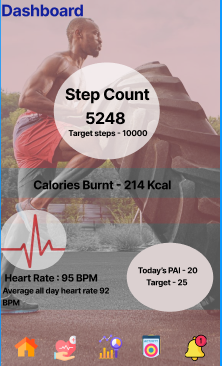 Dashboard
Step Count
5248
Target steps - 10000
Calories Burnt - 214 Kcal
Heart Rate : 95 BPM
Average all day heart rate 92
BPM
Today's PAI - 20
Target - 25
1